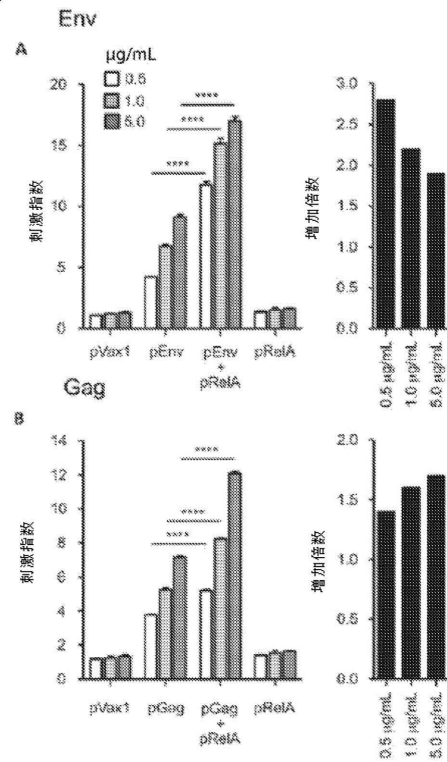 Env
A
μg/mL
0.5
1.0
5.0
****
****
****
刺激指数
20
15
10
5
0
pVax1
pEnv
pEnv
+
pRelA
pRelA
增加倍数
3.0
2.5
2.0
1.5
1.0
0.5
0.0
0.5 μg/mL
1.0 μg/mL
5.0 μg/mL
Gag
B
****
****
****
刺激指数
14
12
10
8
6
4
2
0
pVax1
pGag
pGag
+
pRelA
pRelA
增加倍数
2.0
1.5
1.0
0.5
0.0
0.5 μg/mL
1.0 μg/mL
5.0 μg/mL